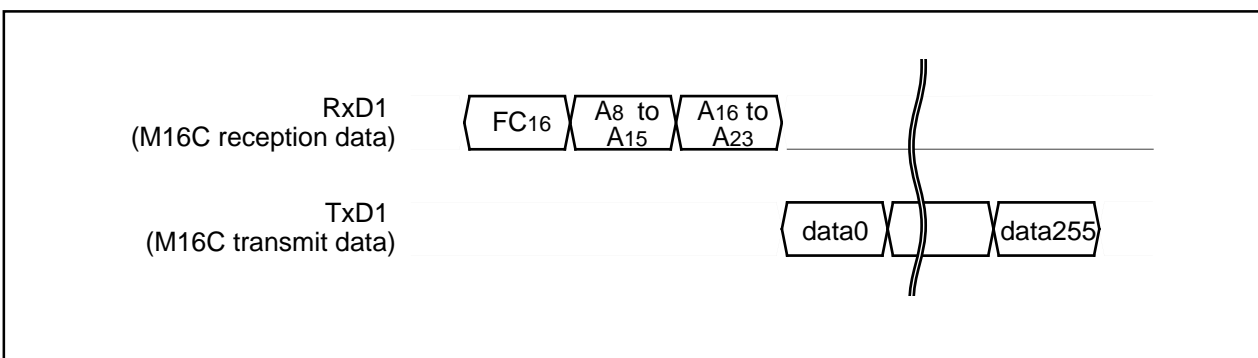 RxD1
(M16C reception data)
FC16
A8 to
A15
A16 to
A23
TxD1
(M16C transmit data)
data0
data255